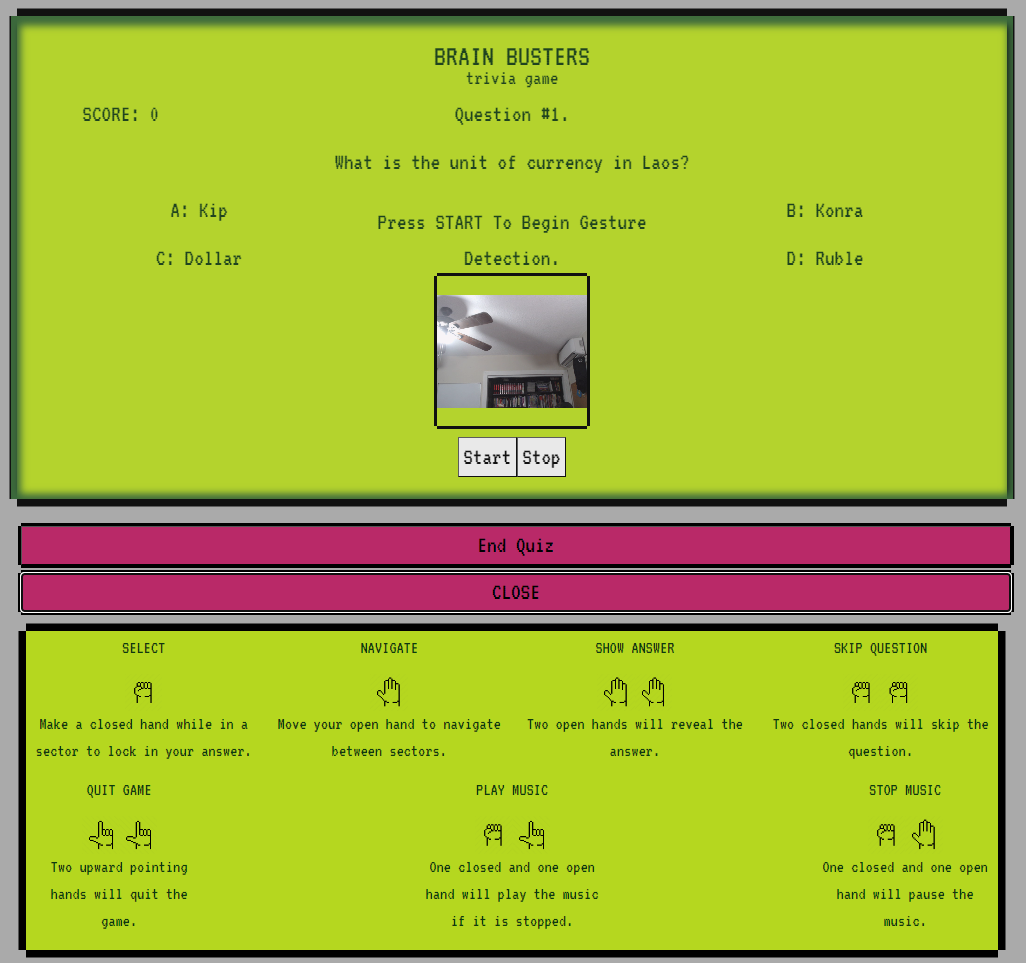 BRAIN BUSTERS
trivia game
SCORE: 0
Question #1.
What is the unit of currency in Laos?
A: Kip
B: Konra
Press START To Begin Gesture
Detection.
C: Dollar
D: Ruble
Start
Stop
End Quiz
CLOSE
SELECT
Make a closed hand while in a
sector to lock in your answer.
NAVIGATE
Move your open hand to navigate
between sectors.
SHOW ANSWER
Two open hands will reveal the
answer.
SKIP QUESTION
Two closed hands will skip the
question.
QUIT GAME
Two upward pointing
hands will quit the
game.
PLAY MUSIC
One closed and one open
hand will play the music
if it is stopped.
STOP MUSIC
One closed and one open
hand will pause the
music.